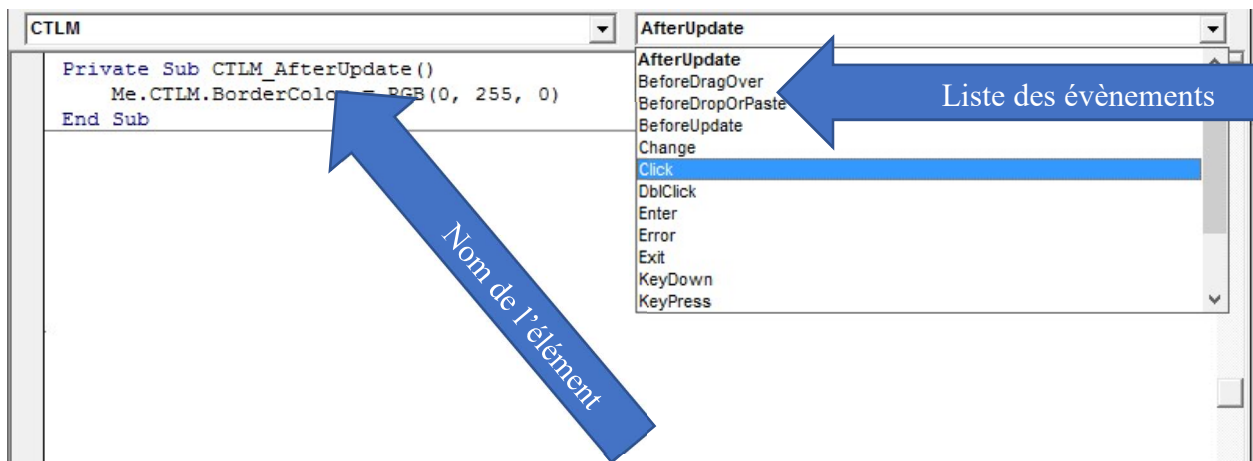 CTLM
AfterUpdate
Private Sub CTLM_AfterUpdate()
Me.CTLM.BorderColor = RGB(0, 255, 0)
End Sub
AfterUpdate
BeforeDragOver
BeforeDropOrPaste
BeforeUpdate
Change
Click
DblClick
Enter
Error
Exit
KeyDown
KeyPress
Liste des évènements
Nom de l’élément